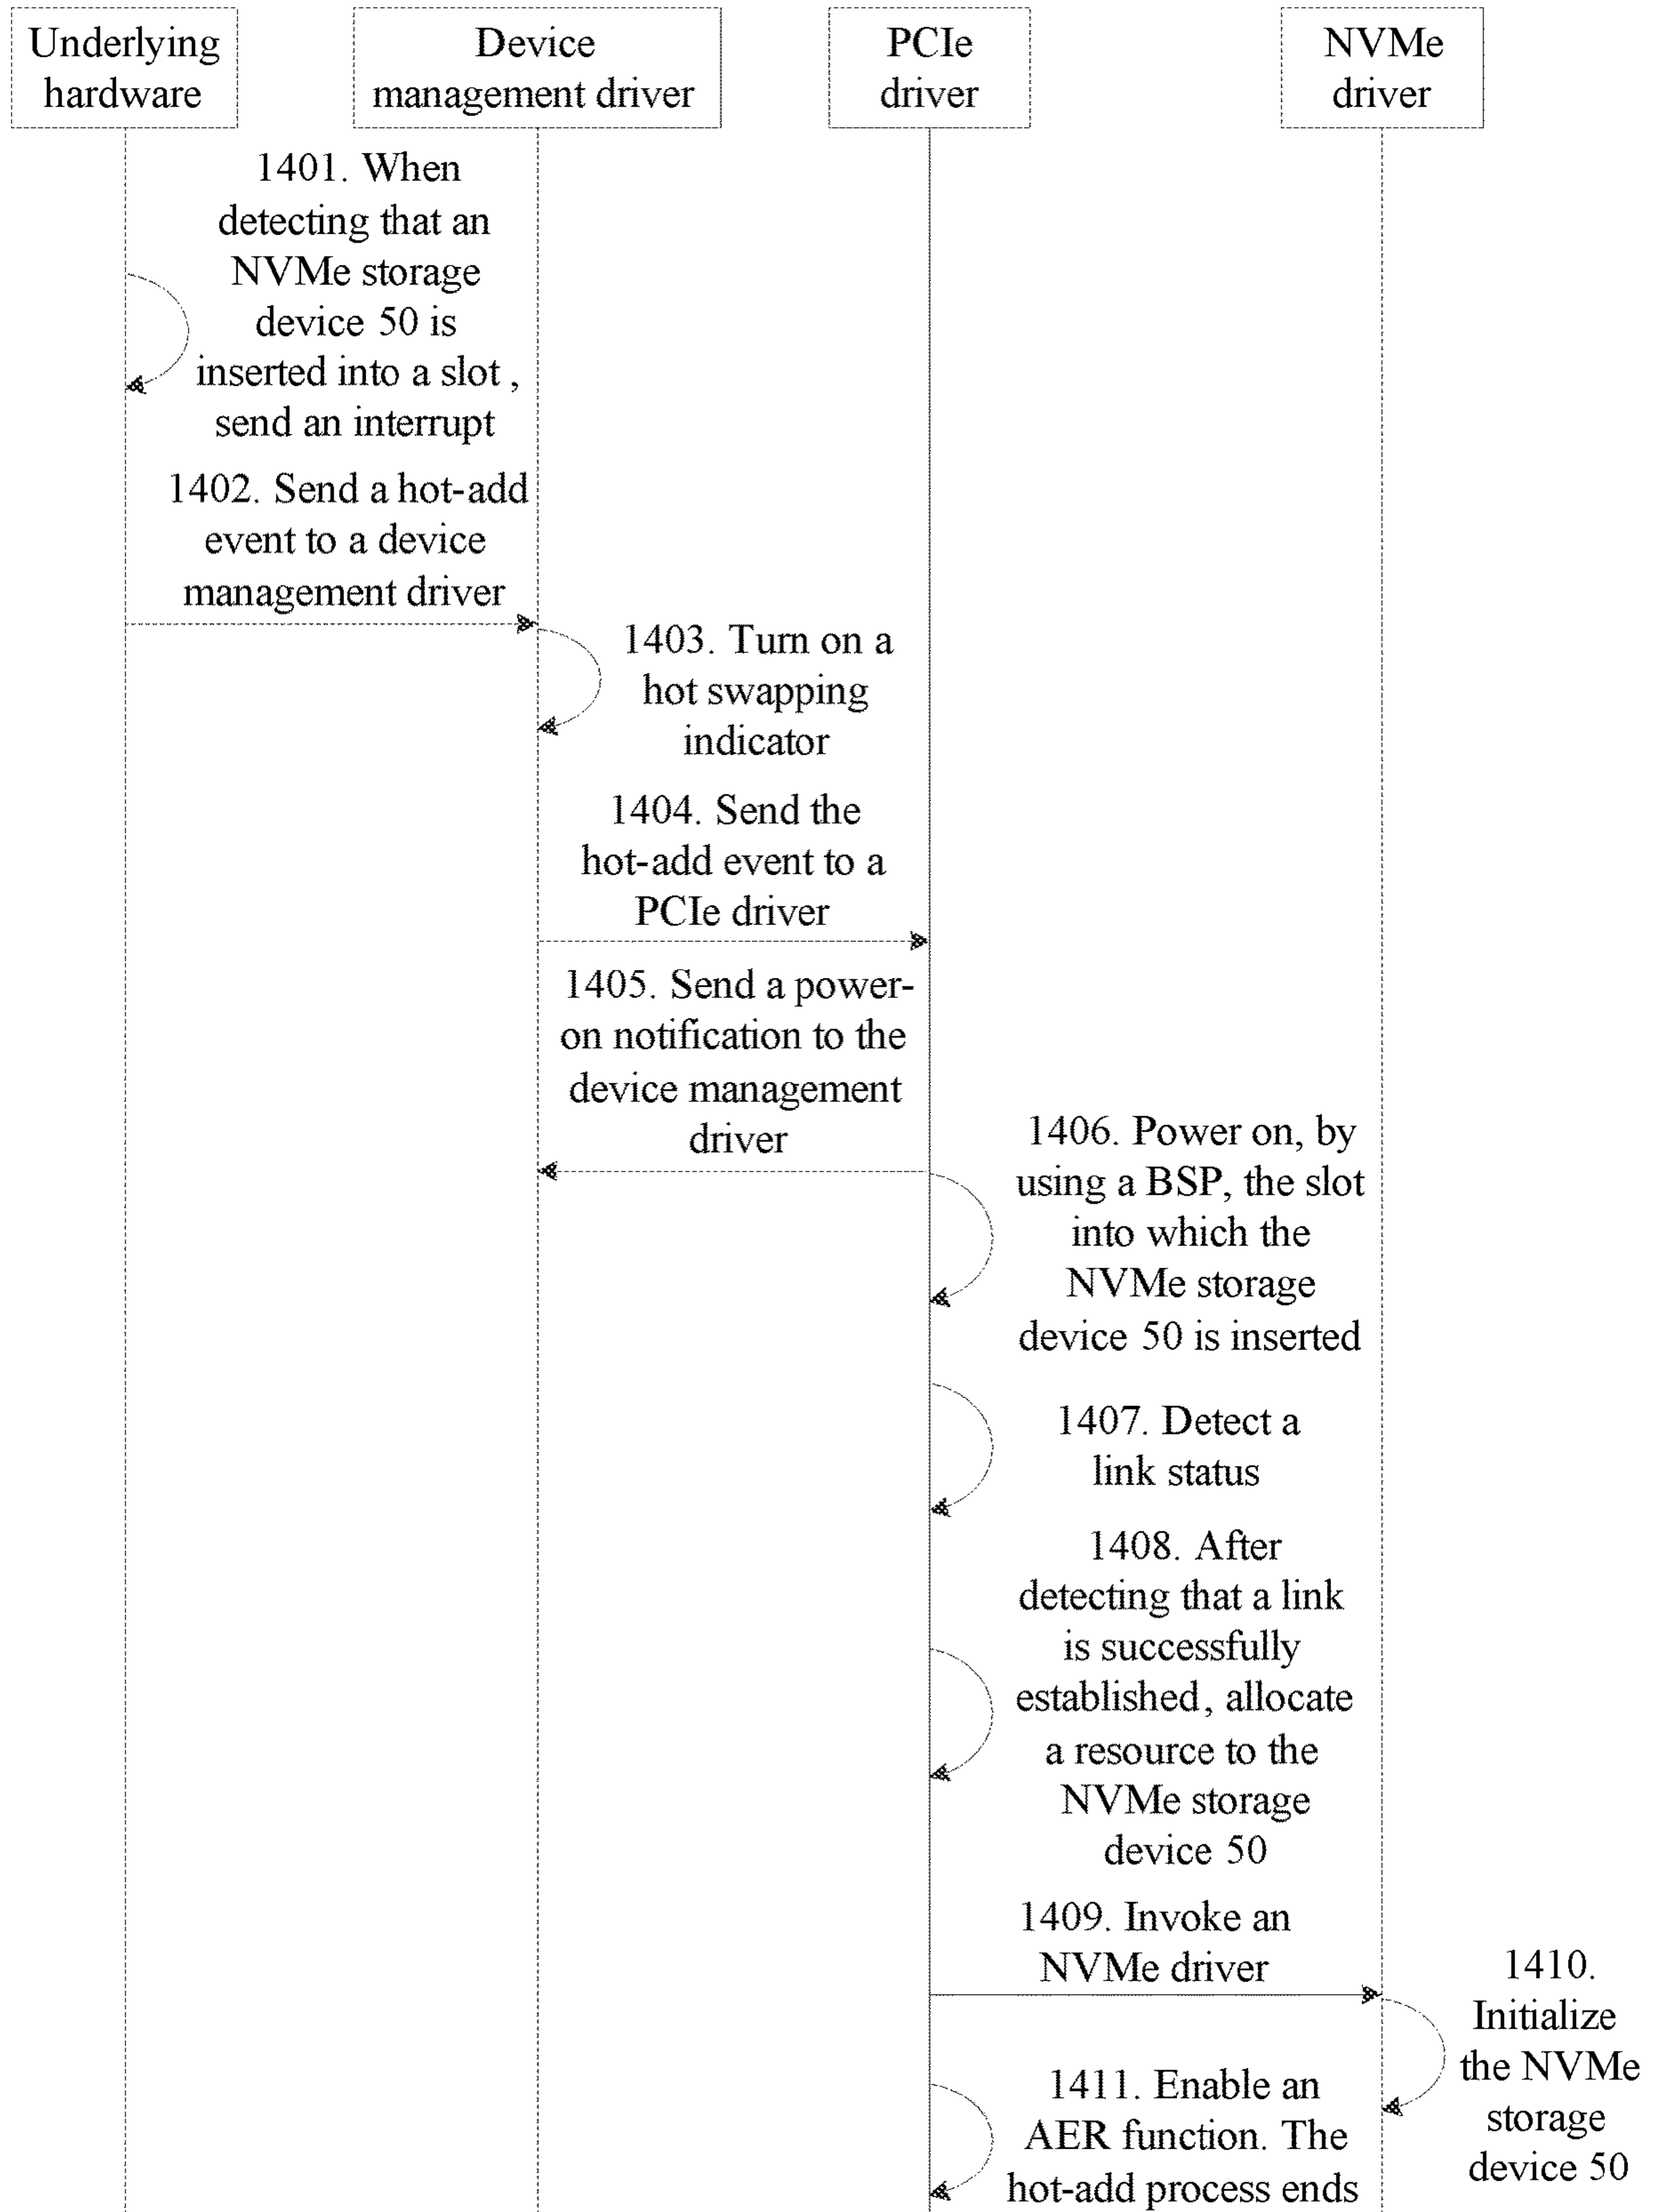 Underlying
hardware
Device
management driver
PCIe
driver
NVMe
driver
1401. When
detecting that an
NVMe storage
device 50 is
inserted into a slot ,
send an interrupt
1402. Send a hot-add
event to a device
management driver
1403. Turn on a
hot swapping
indicator
1404. Send the
hot-add event to a
PCIe driver
1405. Send a power-
on notification to the
device management
driver
1406. Power on, by
using a BSP, the slot
into which the
NVMe storage
device 50 is inserted
1407. Detect a
link status
1408. After
detecting that a link
is successfully
established, allocate
a resource to the
NVMe storage
device 50
1409. Invoke an
NVMe driver
1410.
Initialize
the NVMe
storage
device 50
1411. Enable an
AER function. The
hot-add process ends